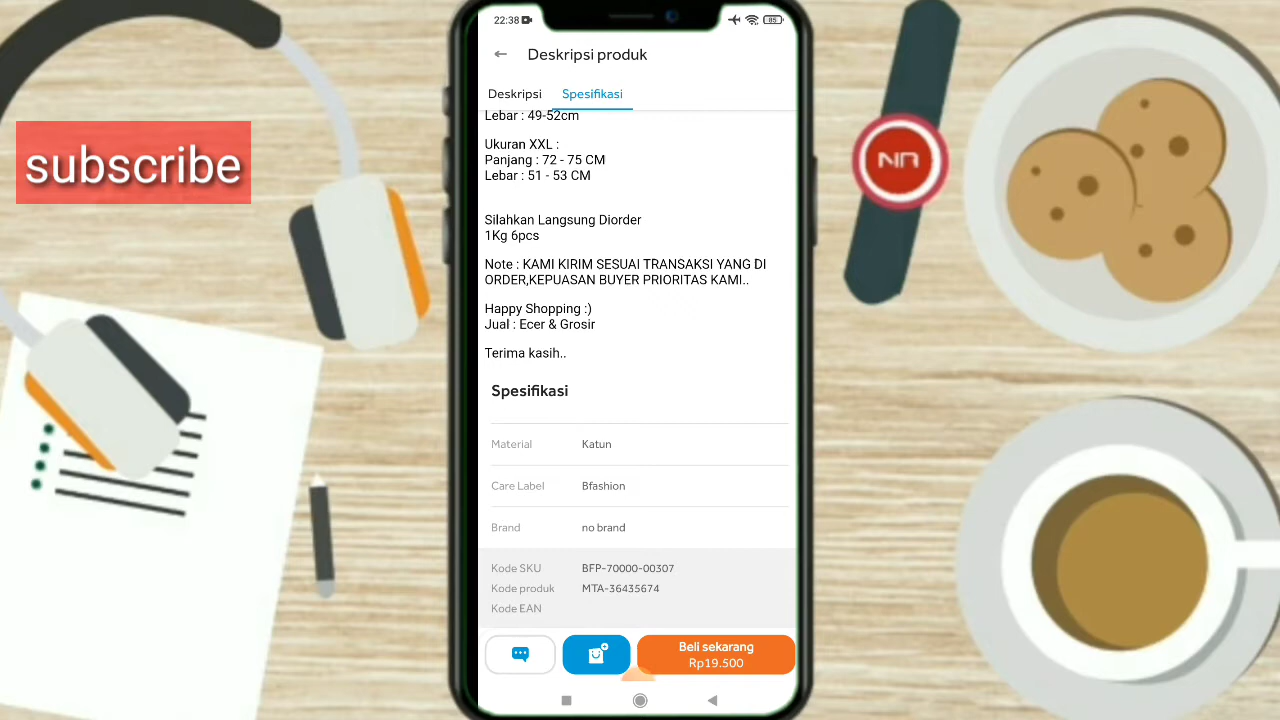 22:38
85
Deskripsi produk
Deskripsi
Spesifikasi
Lebar : 49-52cm
Ukuran XXL :
Panjang : 72 - 75 CM
Lebar : 51 - 53 CM
Silahkan Langsung Diorder
1Kg 6pcs
Note : KAMI KIRIM SESUAI TRANSAKSI YANG DI
ORDER,KEPUASAN BUYER PRIORITAS KAMI..
Happy Shopping :)
Jual : Ecer & Grosir
Terima kasih..
Spesifikasi
Material Katun
Care Label Bfashion
Brand no brand
Kode SKU BFP-70000-00307
Kode produk MTA-36435674
Kode EAN
Beli sekarang
Rp19.500
subscribe